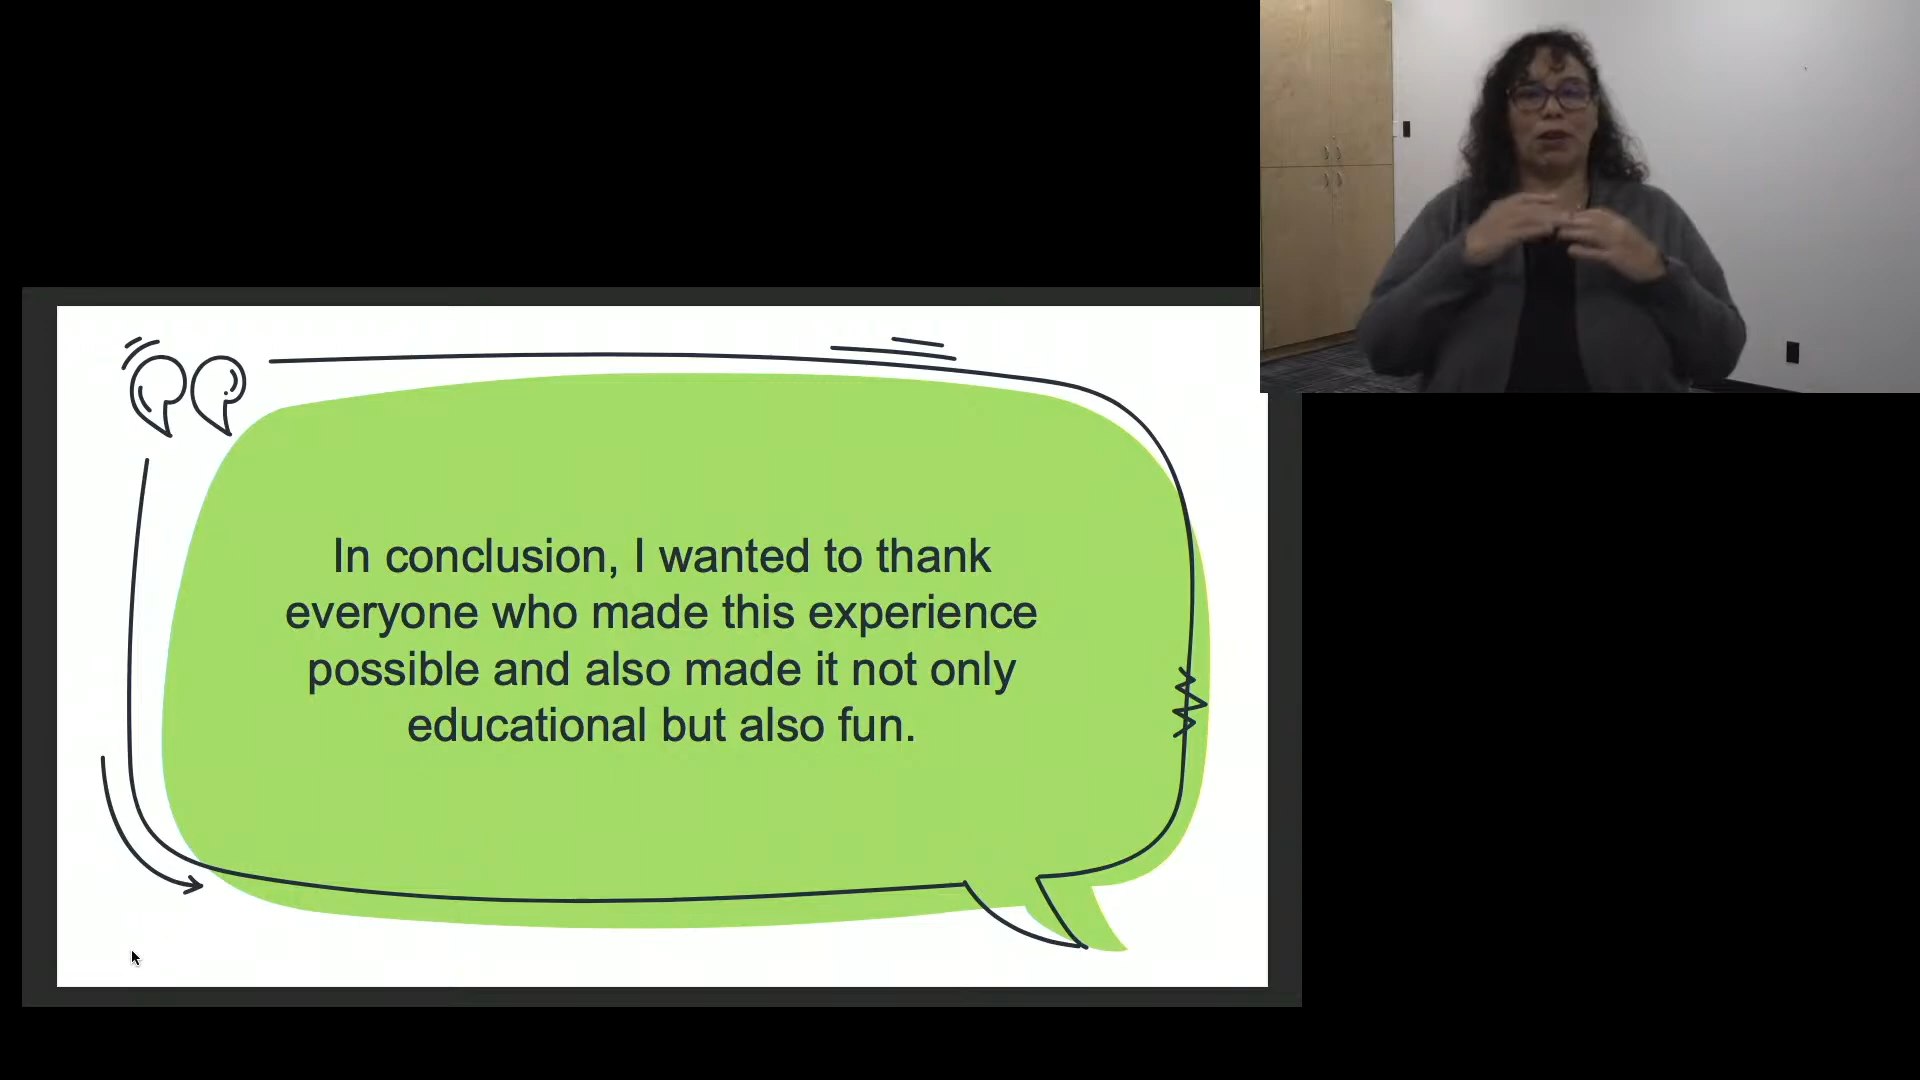 In conclusion, I wanted to thank
everyone who made this experience
possible and also made it not only
educational but also fun.